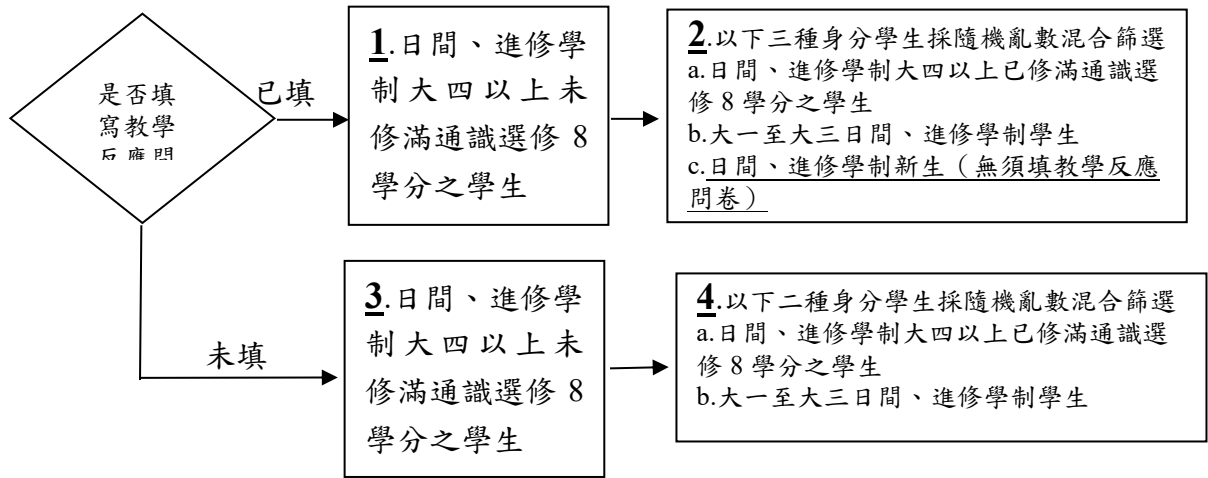 是否填
寫教學
已填
1.日間、進修學
制大四以上未
修滿通識選修 8
學分之學生
2.以下三種身分學生採隨機亂數混合篩選
a.日間、進修學制大四以上已修滿通識選
修 8 學分之學生
b.大一至大三日間、進修學制學生
c.日間、進修學制新生（無須填教學反應
問卷）
未填
3.日間、進修學
制大四以上未
修滿通識選修 8
學分之學生
4.以下二種身分學生採隨機亂數混合篩選
a.日間、進修學制大四以上已修滿通識選
修 8 學分之學生
b.大一至大三日間、進修學制學生